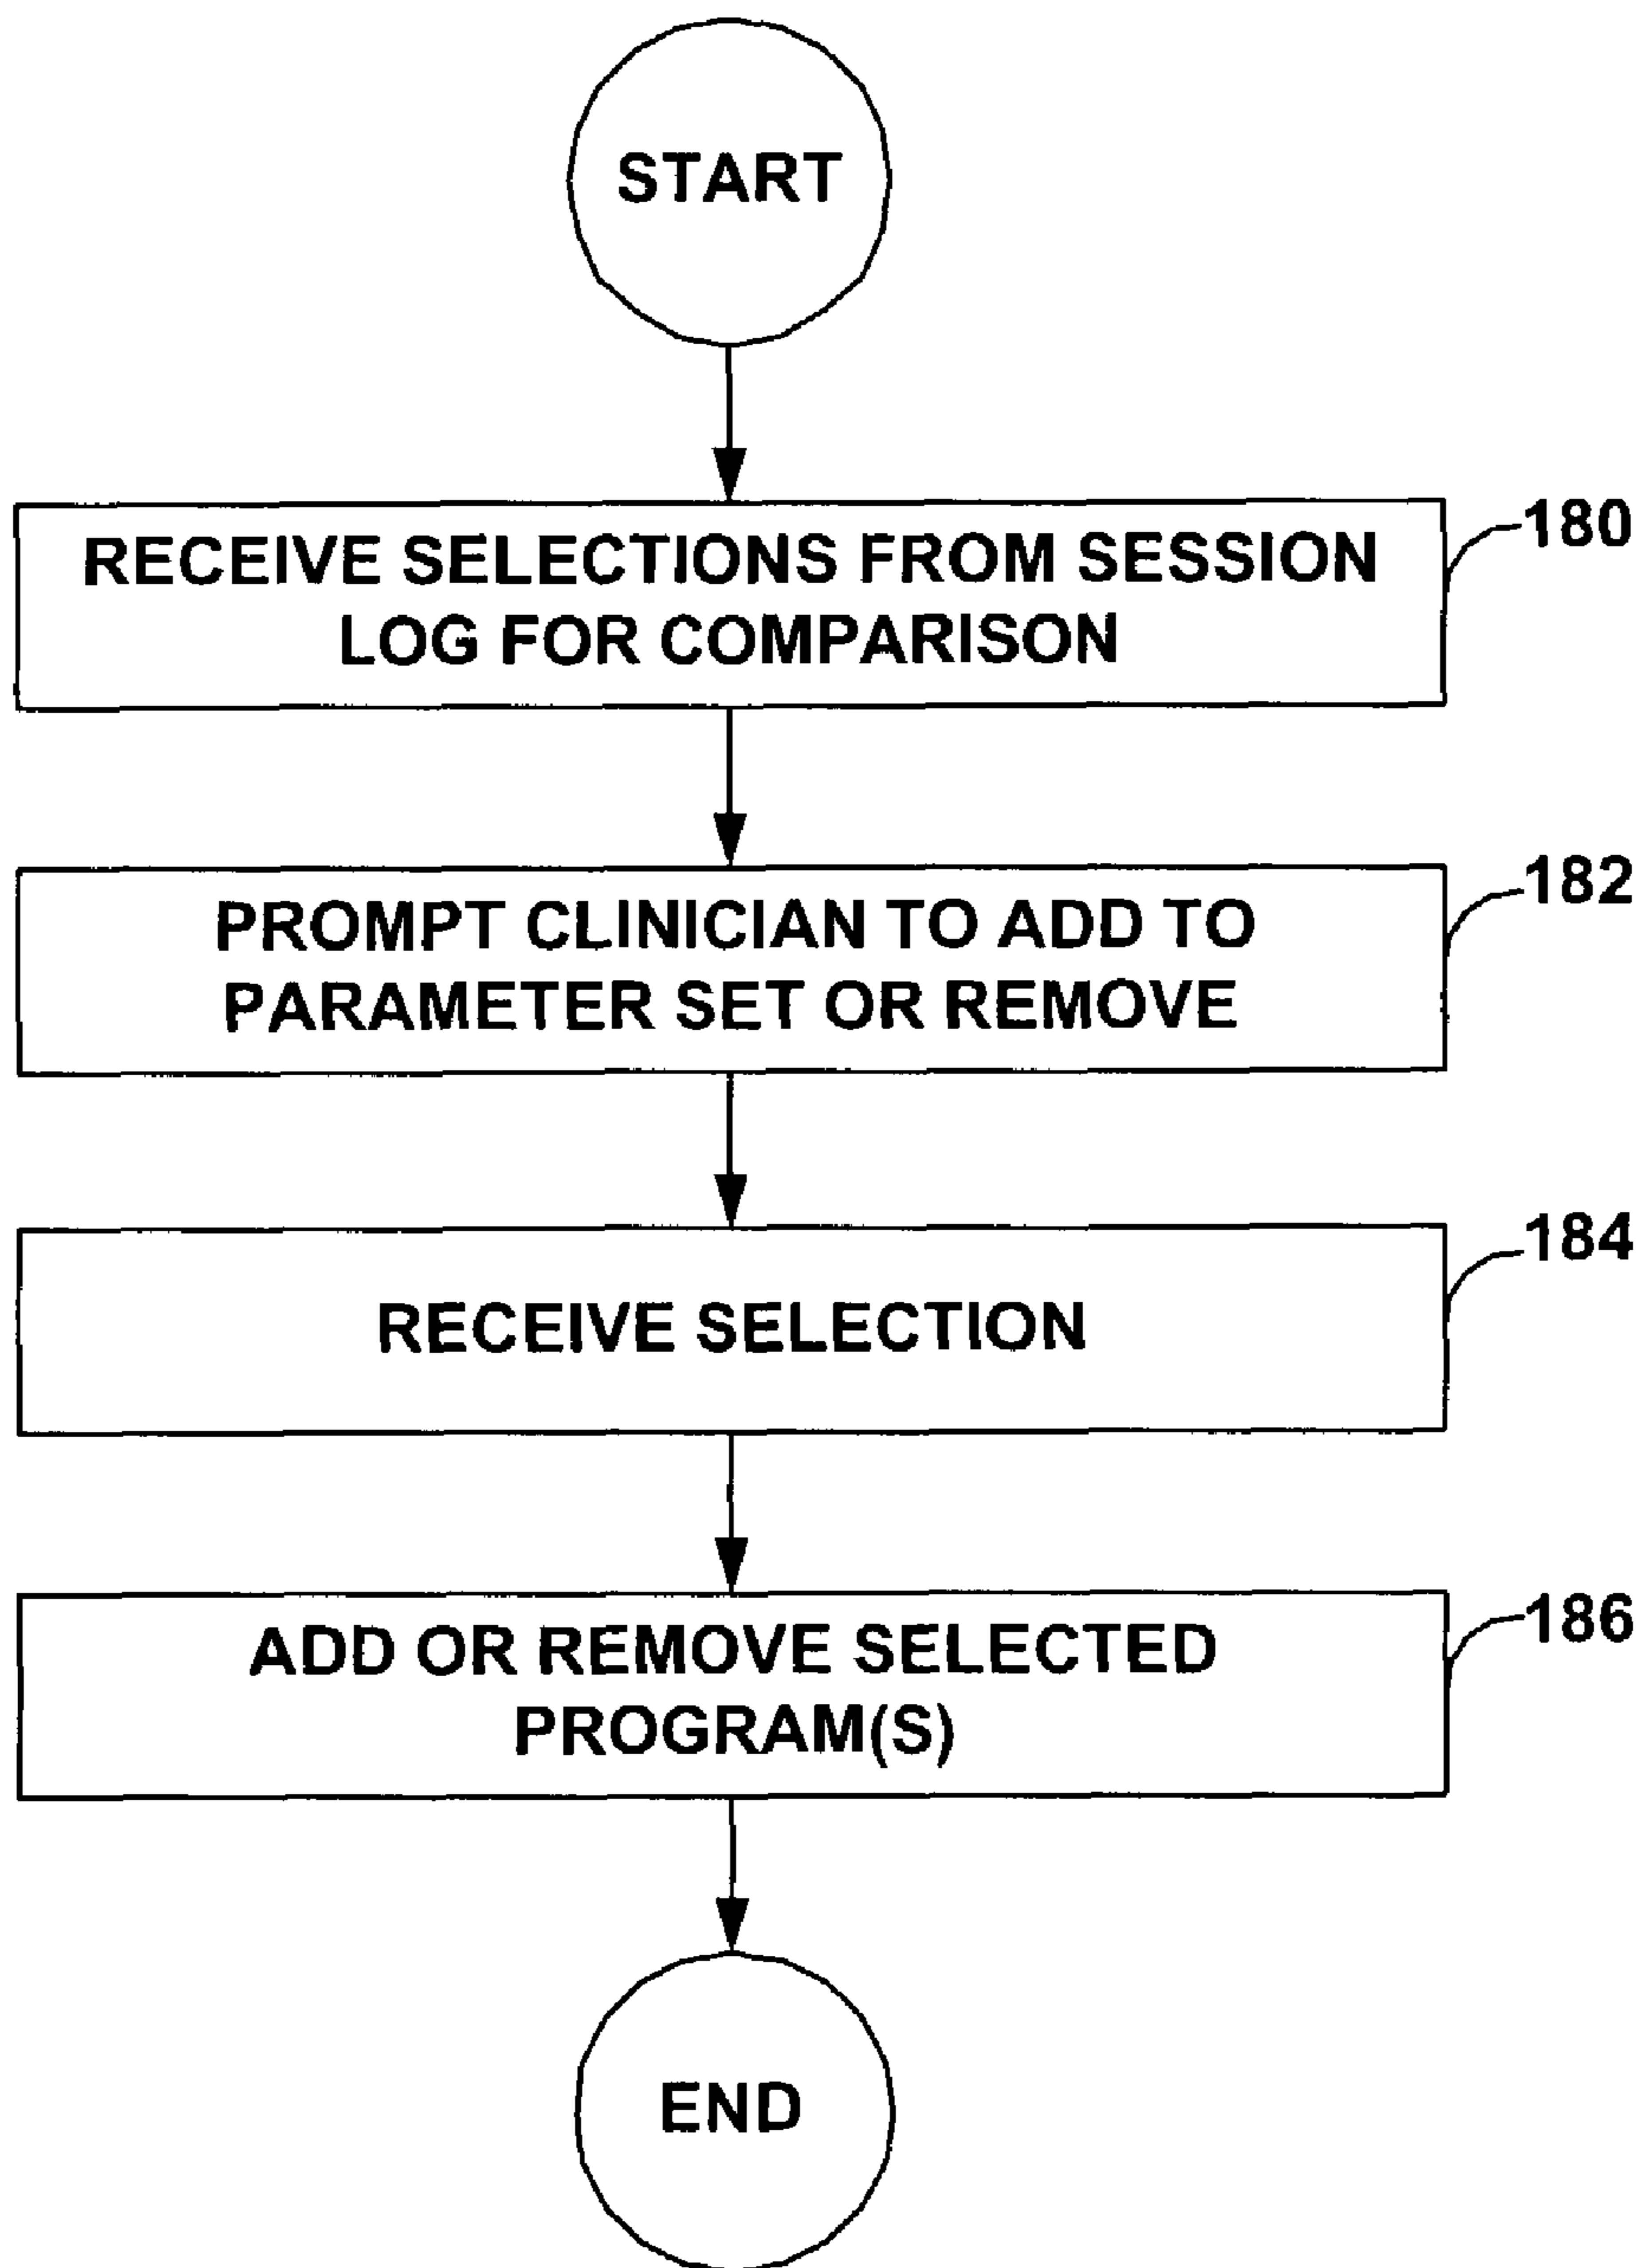 START
RECEIVE SELECTIONS FROM SESSION
LOG FOR COMPARISON
180
PROMPT CLINICIAN TO ADD TO
PARAMETER SET OR REMOVE
182
RECEIVE SELECTION
184
ADD OR REMOVE SELECTED
PROGRAM(S)
186
END